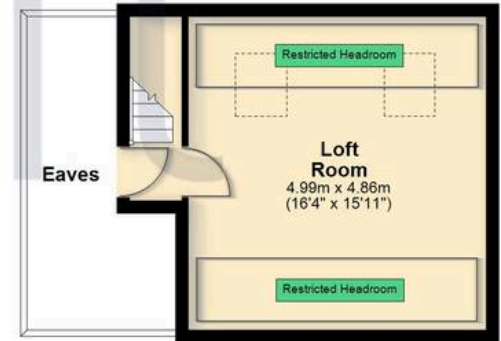 Restricted Headroom
Eaves
Loft
Room
4.99m x 4.86m
(16'4" x 15'11")
Restricted Headroom